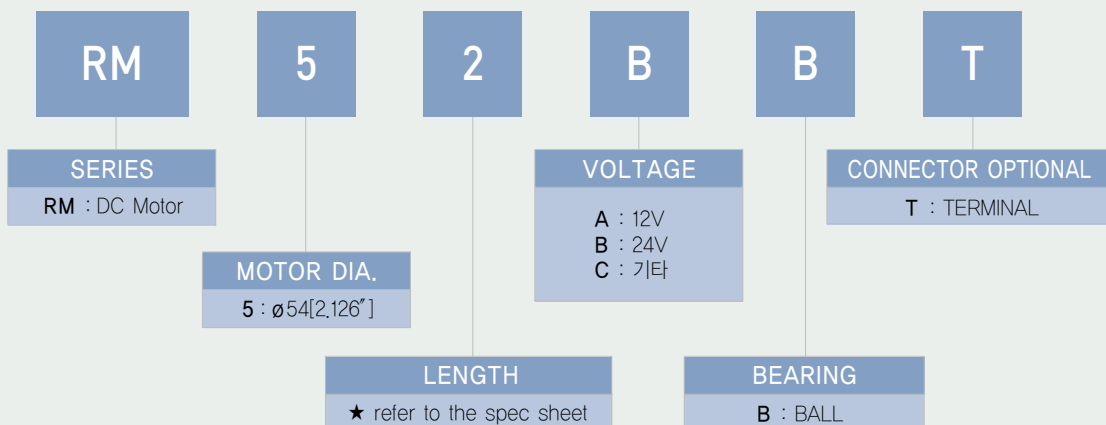 RM 5 2 B B T
SERIES
RM : DC Motor
MOTOR DIA.
5 : ø54[2.126″]
LENGTH
★ refer to the spec sheet
VOLTAGE
A : 12V
B : 24V
C : 기타
BEARING
B : BALL
CONNECTOR OPTIONAL
T : TERMINAL